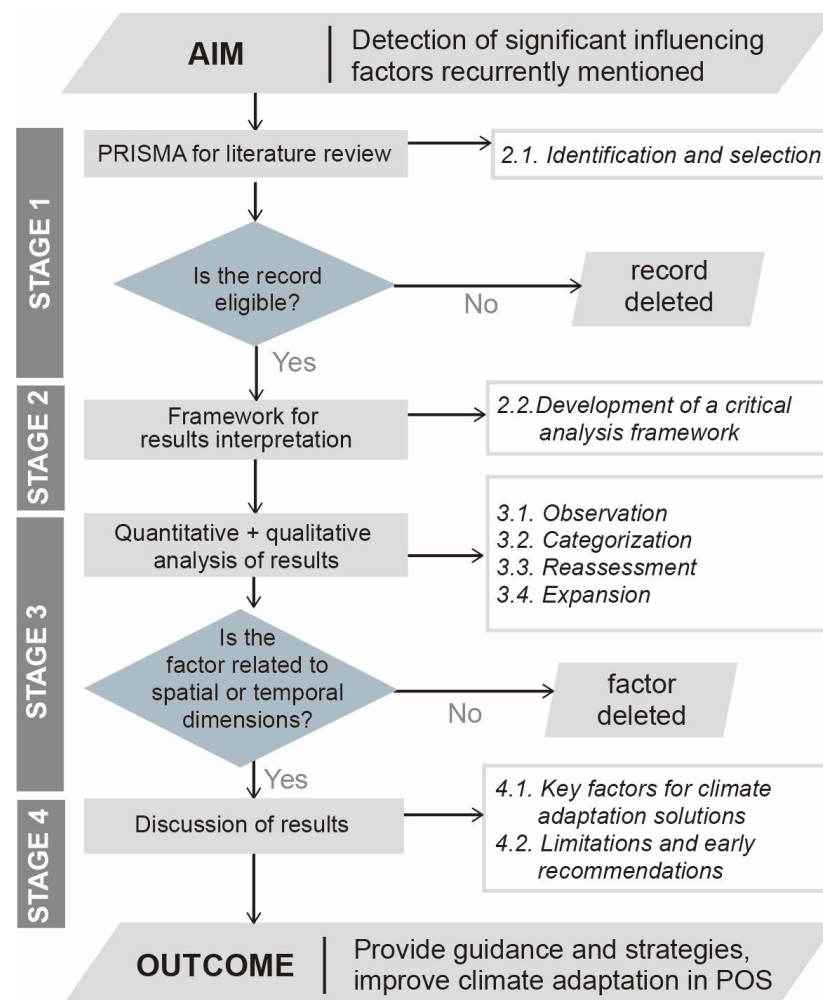 AIM
Detection of significant influencing
factors recurrently mentioned
STAGE 1
PRISMA for literature review
2.1. Identification and selection
Is the record
eligible?
No
record
deleted
Yes
STAGE 2
Framework for
results interpretation
2.2.Development of a critical
analysis framework
STAGE 3
Quantitative + qualitative
analysis of results
3.1. Observation
3.2. Categorization
3.3. Reassessment
3.4. Expansion
Is the
factor related to
spatial or temporal
dimensions?
No
factor
deleted
Yes
STAGE 4
Discussion of results
4.1. Key factors for climate
adaptation solutions
4.2. Limitations and early
recommendations
OUTCOME
Provide guidance and strategies,
improve climate adaptation in POS